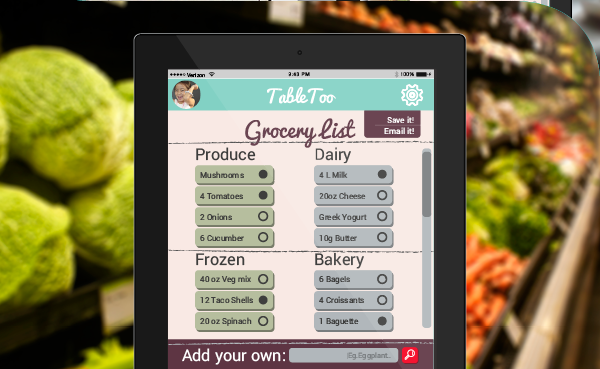 Verizon 3:43 PM 100%
TableToo
Grocery List
Save it!
Email it!
Produce
Mushrooms
4 Tomatoes
2 Onions
6 Cucumber
Dairy
4 L Milk
20oz Cheese
Greek Yogurt
10g Butter
Frozen
40 oz Veg mix
12 Taco Shells
20 oz Spinach
Bakery
6 Bagels
4 Croissants
1 Baguette
Add your own: Eg.Eggplant..